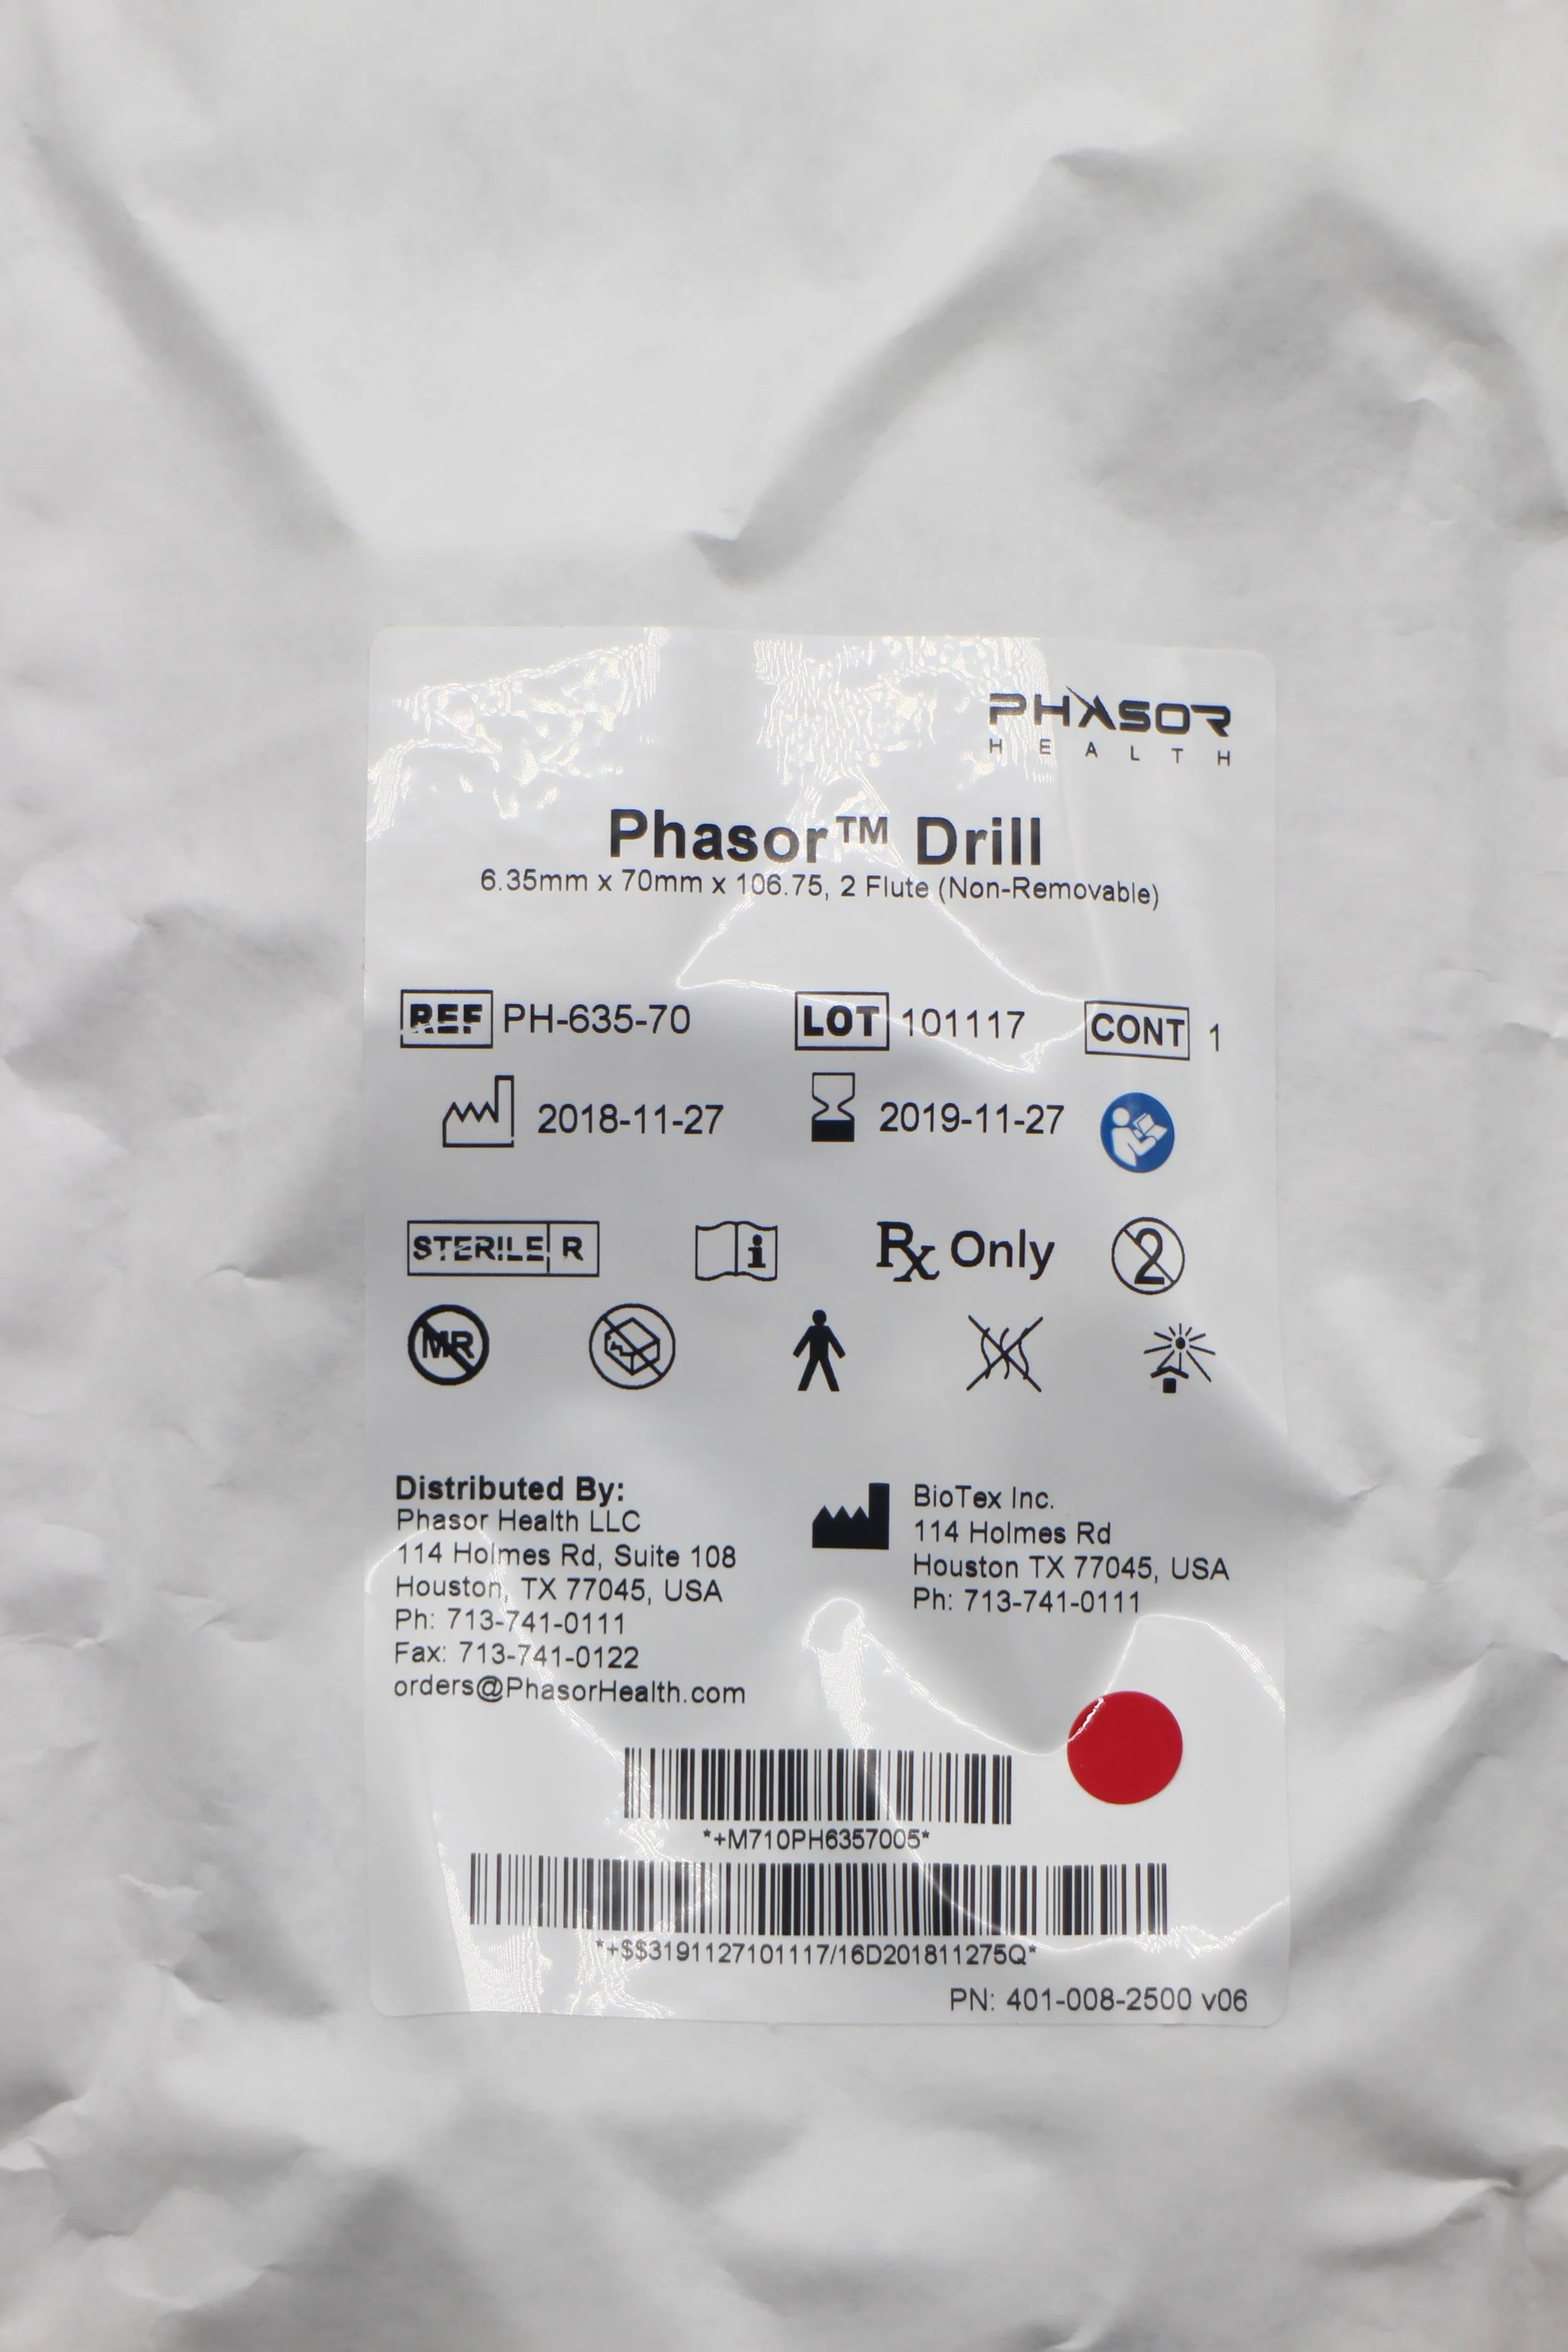 PHASOR
HEALTH
Phasor™ Drill
6.35mm x 70mm x 106.75, 2 Flute (Non-Removable)
REF PH-635-70 LOT 101117 CONT 1
2018-11-27 2019-11-27
STERILE R i Rx Only 2
MR
Distributed By:
Phasor Health LLC
114 Holmes Rd, Suite 108
Houston, TX 77045, USA
Ph: 713-741-0111
Fax: 713-741-0122
orders@PhasorHealth.com
BioTex Inc.
114 Holmes Rd
Houston TX 77045, USA
Ph: 713-741-0111
*+M710PH6357005*
*+$$3191127101117/16D201811275Q*
PN: 401-008-2500 v06